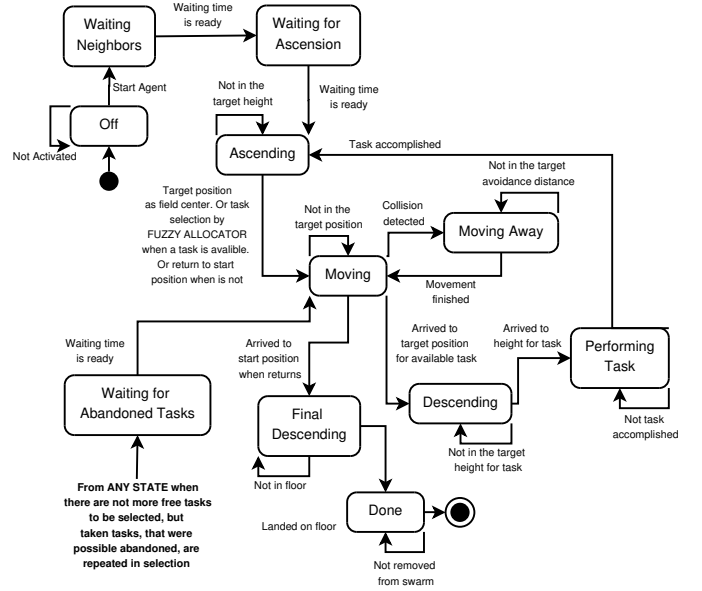 Waiting time
is ready
Waiting
Neighbors
Waiting for
Ascension
Start Agent
Not in the
target height
Waiting time
is ready
Off
Not Activated
Ascending
Task accomplished
Not in the target
avoidance distance
Target position
as field center. Or task
selection by
FUZZY ALLOCATOR
when a task is avalible.
Or return to start
position when is not
Not in the
target position
Collision
detected
Moving Away
Moving
Movement
finished
Waiting time
is ready
Arrived to
start position
when returns
Arrived to
target position
for available task
Arrived to
height for task
Performing
Task
Waiting for
Abandoned Tasks
Final
Descending
Descending
Not task
accomplished
Not in the target
height for task
Not in floor
From ANY STATE when
there are not more free tasks
to be selected, but
taken tasks, that were
possible abandoned, are
repeated in selection
Landed on floor
Done
Not removed
from swarm